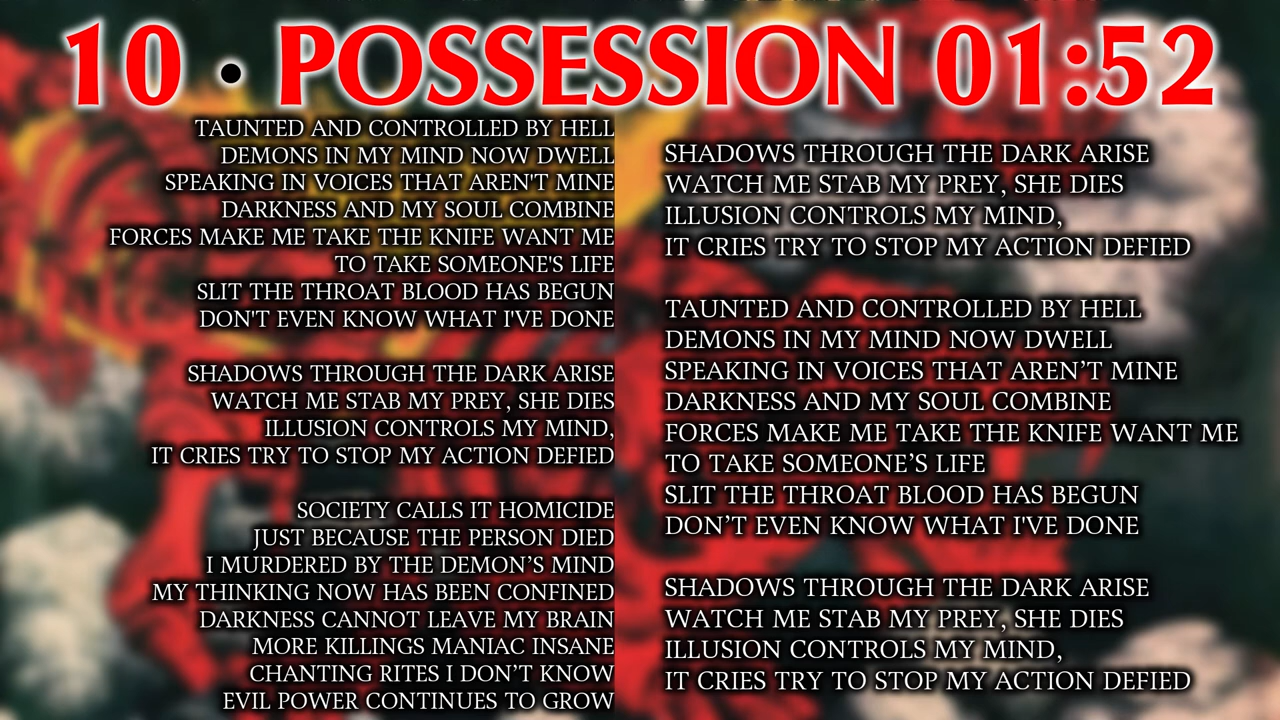 10 • POSSESSION 01:52
TAUNTED AND CONTROLLED BY HELL
DEMONS IN MY MIND NOW DWELL
SPEAKING IN VOICES THAT AREN'T MINE
DARKNESS AND MY SOUL COMBINE
FORCES MAKE ME TAKE THE KNIFE WANT ME
TO TAKE SOMEONE'S LIFE
SLIT THE THROAT BLOOD HAS BEGUN
DON'T EVEN KNOW WHAT I'VE DONE
SHADOWS THROUGH THE DARK ARISE
WATCH ME STAB MY PREY, SHE DIES
ILLUSION CONTROLS MY MIND,
IT CRIES TRY TO STOP MY ACTION DEFIED
SOCIETY CALLS IT HOMICIDE
JUST BECAUSE THE PERSON DIED
I MURDERED BY THE DEMON’S MIND
MY THINKING NOW HAS BEEN CONFINED
DARKNESS CANNOT LEAVE MY BRAIN
MORE KILLINGS MANIAC INSANE
CHANTING RITES I DON’T KNOW
EVIL POWER CONTINUES TO GROW
SHADOWS THROUGH THE DARK ARISE
WATCH ME STAB MY PREY, SHE DIES
ILLUSION CONTROLS MY MIND,
IT CRIES TRY TO STOP MY ACTION DEFIED
TAUNTED AND CONTROLLED BY HELL
DEMONS IN MY MIND NOW DWELL
SPEAKING IN VOICES THAT AREN’T MINE
DARKNESS AND MY SOUL COMBINE
FORCES MAKE ME TAKE THE KNIFE WANT ME
TO TAKE SOMEONE’S LIFE
SLIT THE THROAT BLOOD HAS BEGUN
DON’T EVEN KNOW WHAT I'VE DONE
SHADOWS THROUGH THE DARK ARISE
WATCH ME STAB MY PREY, SHE DIES
ILLUSION CONTROLS MY MIND,
IT CRIES TRY TO STOP MY ACTION DEFIED